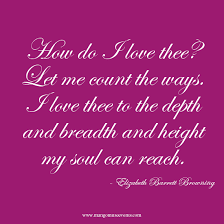 How do I love thee?
Let me count the ways.
I love thee to the depth
and breadth and height
my soul can reach.
- Elizabeth Barrett Browning